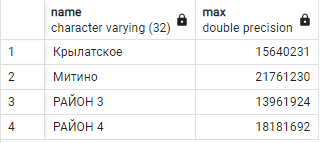 name max
character varying (32) double precision
1 Крылатское 15640231
2 Митино 21761230
3 РАЙОН 3 13961924
4 РАЙОН 4 18181692